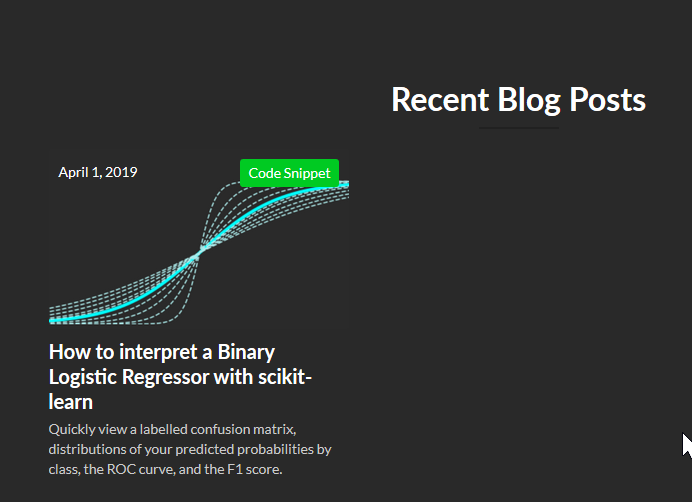 Recent Blog Posts
April 1, 2019
Code Snippet
How to interpret a Binary
Logistic Regressor with scikit-
learn
Quickly view a labelled confusion matrix,
distributions of your predicted probabilities by
class, the ROC curve, and the F1 score.